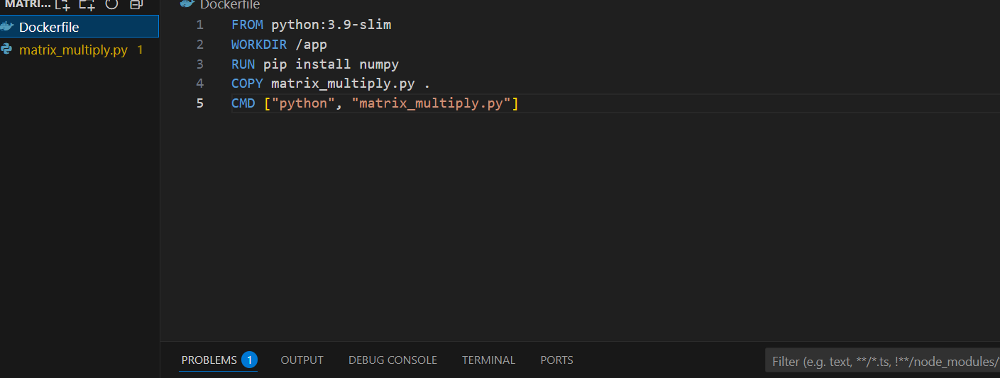 MATRI...
Dockerfile
matrix_multiply.py 1
Dockerfile
1 FROM python:3.9-slim
2 WORKDIR /app
3 RUN pip install numpy
4 COPY matrix_multiply.py .
5 CMD ["python", "matrix_multiply.py"]
PROBLEMS 1 OUTPUT DEBUG CONSOLE TERMINAL PORTS
Filter (e.g. text, **/*.ts, !**/node_modules/